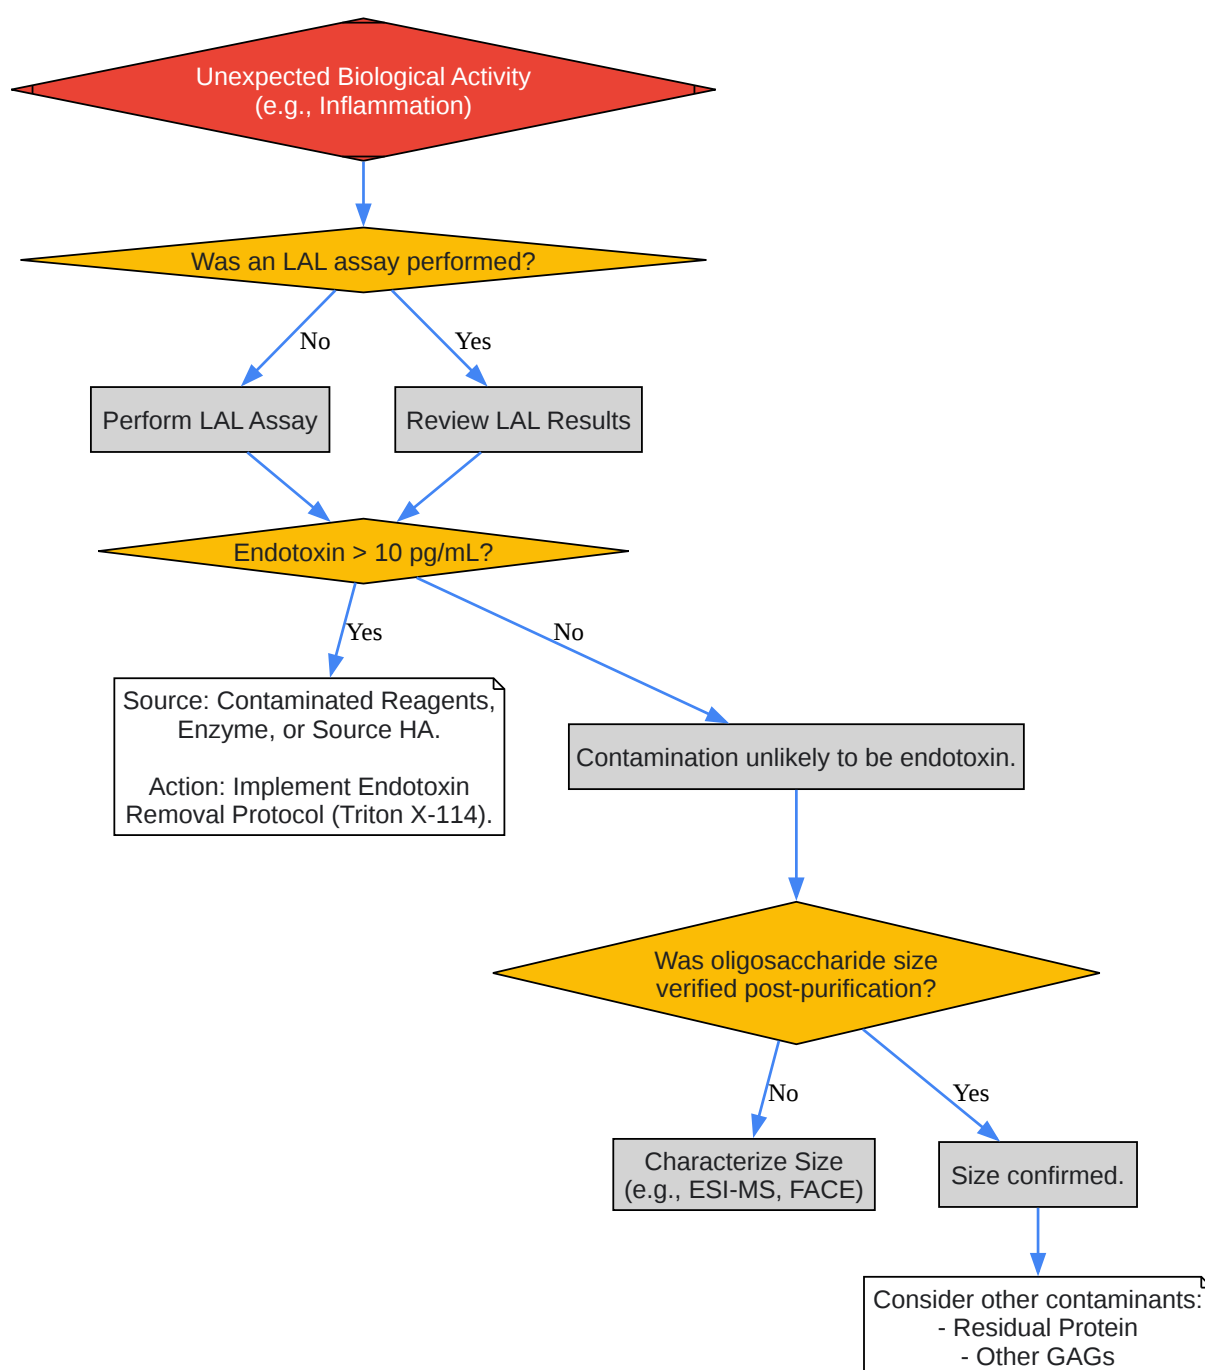 Unexpected Biological Activity
(e.g., Inflammation)
Was an LAL assay performed?
No
Yes
Perform LAL Assay
Review LAL Results
Endotoxin > 10 pg/mL?
Yes
No
Source: Contaminated Reagents,
Enzyme, or Source HA.
Action: Implement Endotoxin
Removal Protocol (Triton X-114).
Contamination unlikely to be endotoxin.
Was oligosaccharide size
verified post-purification?
No
Yes
Characterize Size
(e.g., ESI-MS, FACE)
Size confirmed.
Consider other contaminants:
- Residual Protein
- Other GAGs